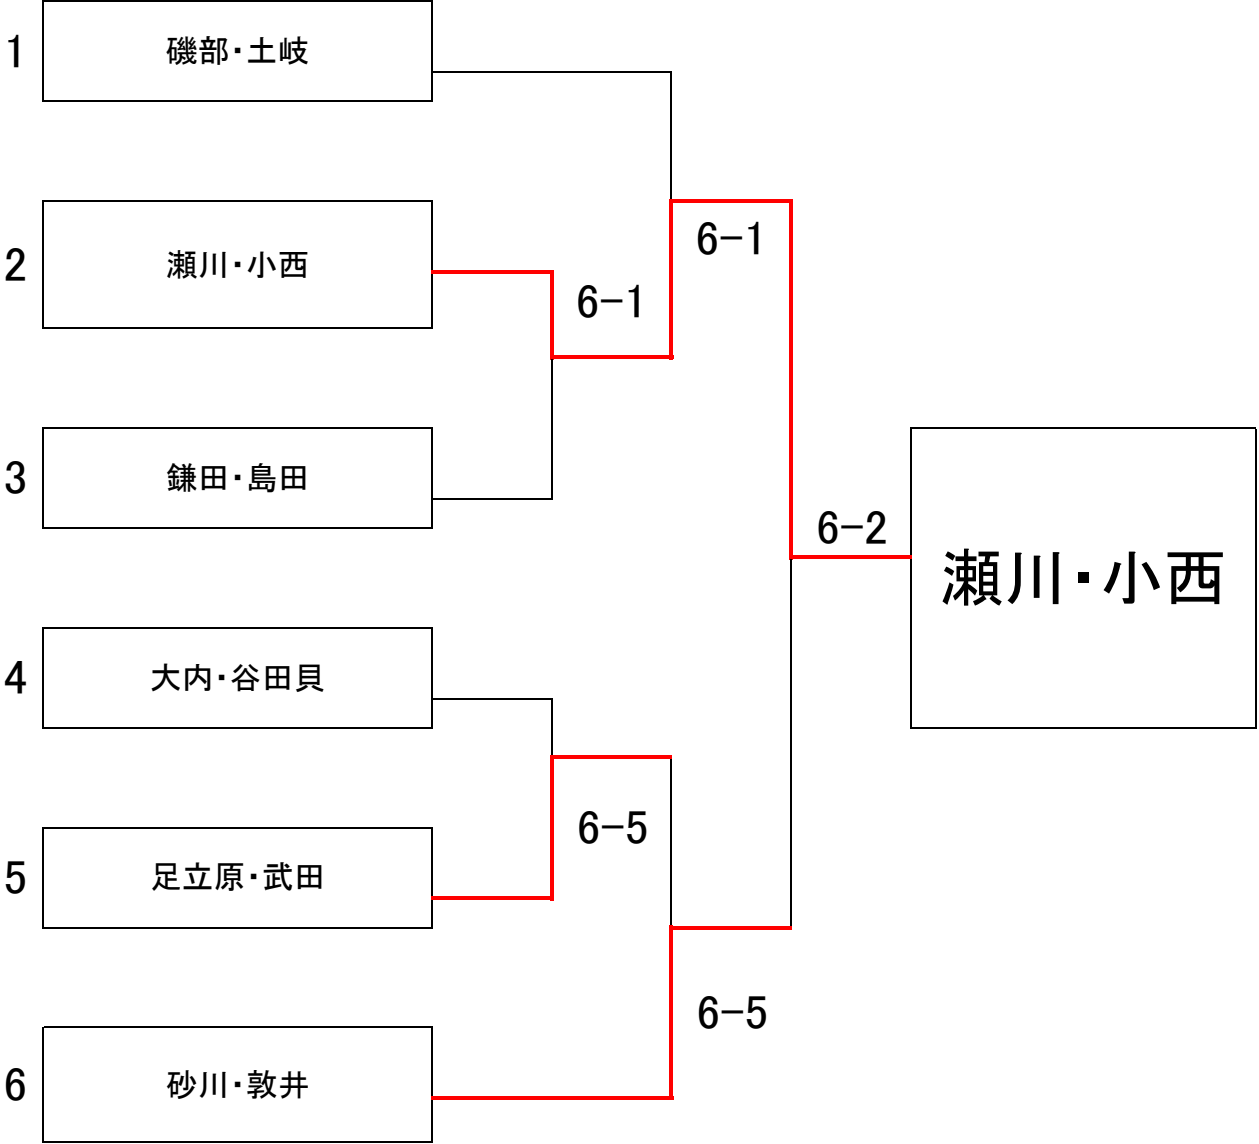 1 磯部・土岐
6-1
2 瀬川・小西
6-1
3 鎌田・島田
6-2
瀬川・小西
4 大内・谷田貝
6-5
5 足立原・武田
6-5
6 砂川・敦井